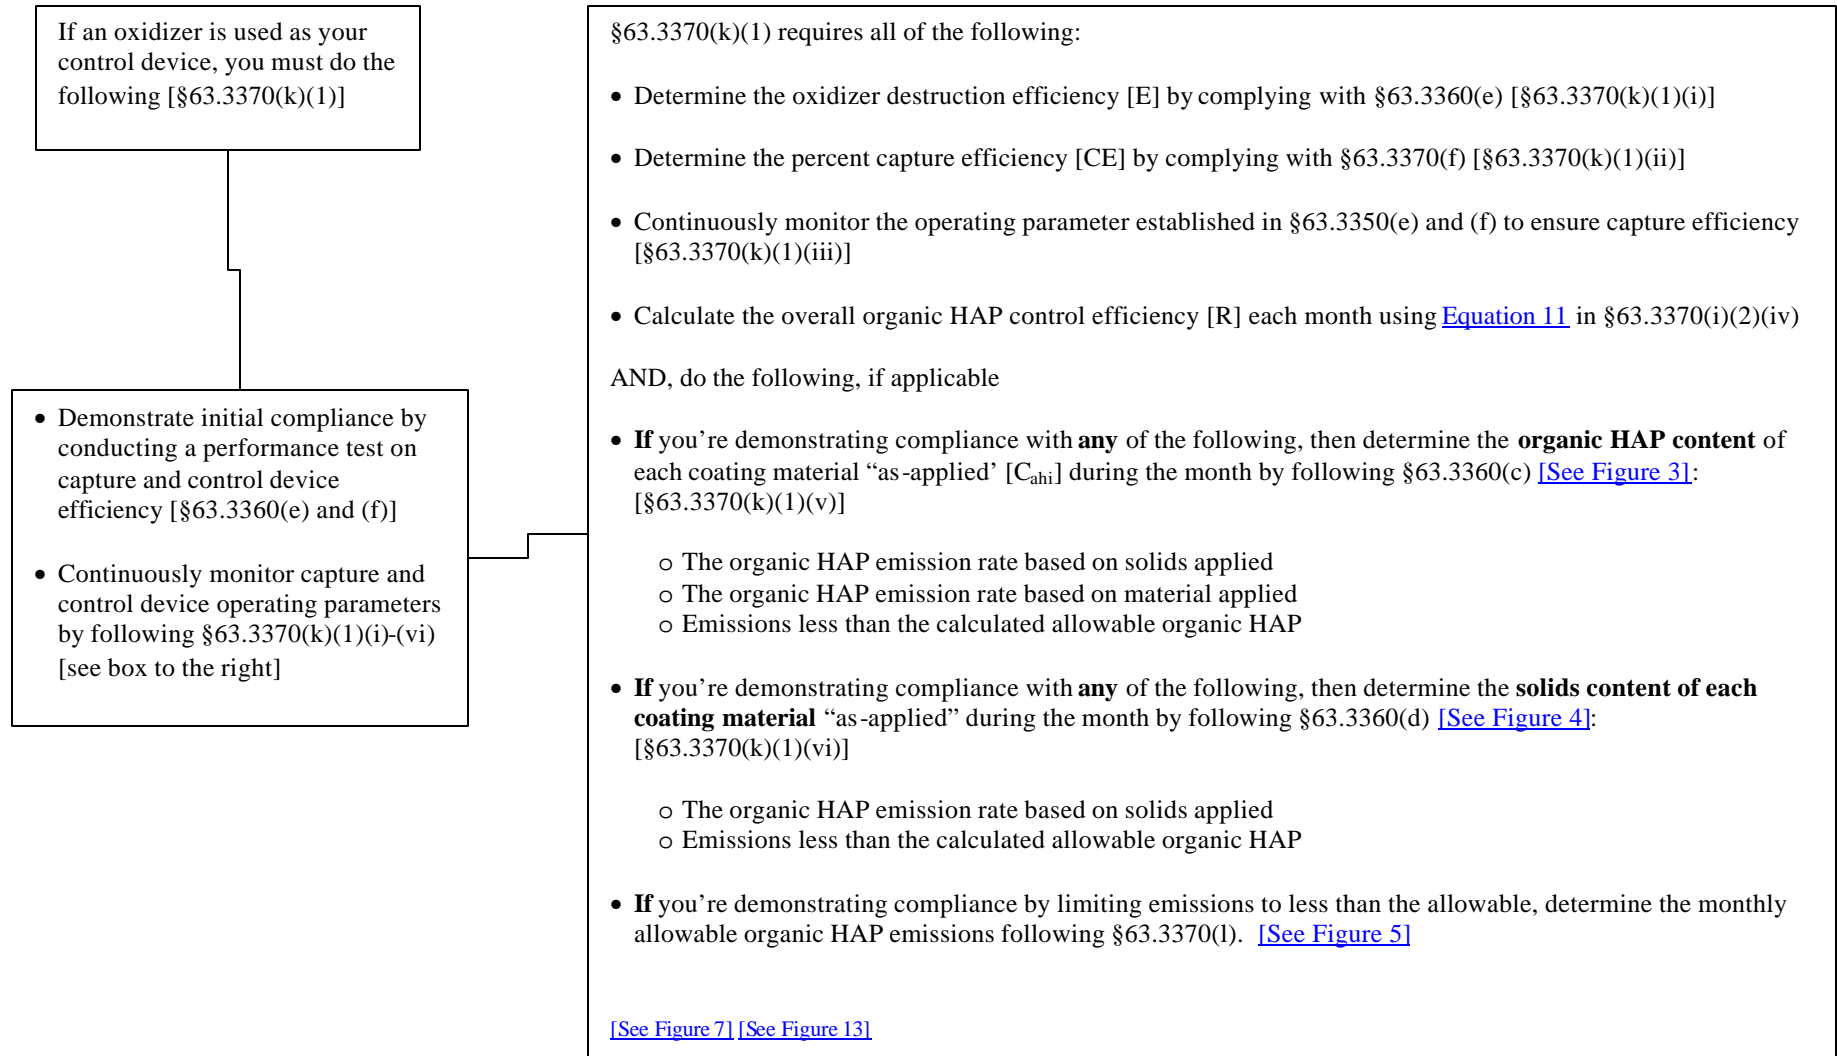 If an oxidizer is used as your
control device, you must do the
following [§63.3370(k)(1)]
• Demonstrate initial compliance by
conducting a performance test on
capture and control device
efficiency [§63.3360(e) and (f)]
• Continuously monitor capture and
control device operating parameters
by following §63.3370(k)(1)(i)-(vi)
[see box to the right]
§63.3370(k)(1) requires all of the following:
• Determine the oxidizer destruction efficiency [E] by complying with §63.3360(e) [§63.3370(k)(1)(i)]
• Determine the percent capture efficiency [CE] by complying with §63.3370(f) [§63.3370(k)(1)(ii)]
• Continuously monitor the operating parameter established in §63.3350(e) and (f) to ensure capture efficiency
[§63.3370(k)(1)(iii)]
• Calculate the overall organic HAP control efficiency [R] each month using Equation 11 in §63.3370(i)(2)(iv)
AND, do the following, if applicable
• If you’re demonstrating compliance with any of the following, then determine the organic HAP content of
each coating material “as-applied‘ [Cahi] during the month by following §63.3360(c) [See Figure 3]:
[§63.3370(k)(1)(v)]
o The organic HAP emission rate based on solids applied
o The organic HAP emission rate based on material applied
o Emissions less than the calculated allowable organic HAP
• If you’re demonstrating compliance with any of the following, then determine the solids content of each
coating material “as-applied” during the month by following §63.3360(d) [See Figure 4]:
[§63.3370(k)(1)(vi)]
o The organic HAP emission rate based on solids applied
o Emissions less than the calculated allowable organic HAP
• If you’re demonstrating compliance by limiting emissions to less than the allowable, determine the monthly
allowable organic HAP emissions following §63.3370(l). [See Figure 5]
[See Figure 7] [See Figure 13]